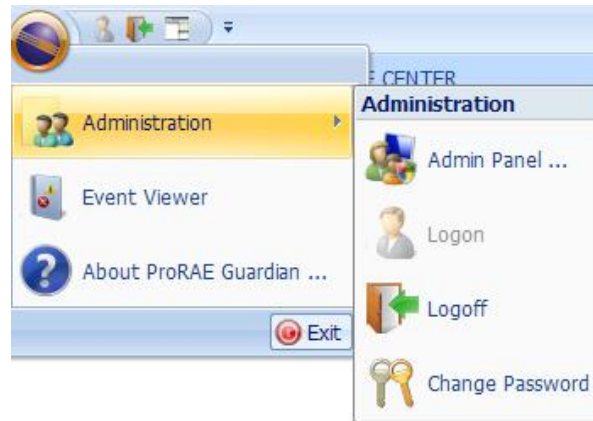 E CENTER
Administration
Event Viewer
About ProRAE Guardian ...
Exit
Administration
Admin Panel ...
Logon
Logoff
Change Password